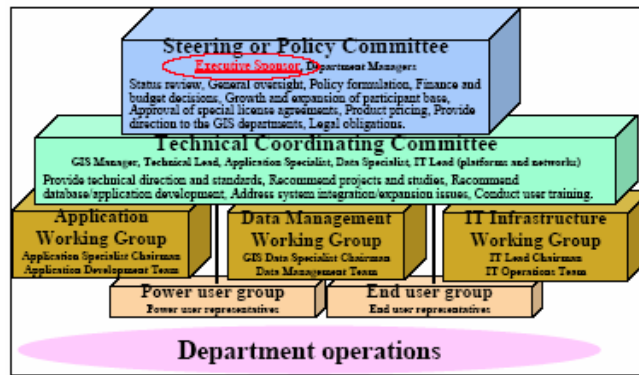 Steering or Policy Committee
Executive Sponsor, Department Managers
Status review, General oversight, Policy formulation, Finance and
budget decisions, Growth and expansion of participant base,
Approval of special license agreements, Product pricing, Provide
direction to the GIS departments, Legal obligations.
Technical Coordinating Committee
GIS Manager, Technical Lead, Application Specialist, Data Specialist, IT Lead (platforms and networks)
Provide technical direction and standards, Recommend projects and studies, Recommend
database/application development, Address system integration/expansion issues, Conduct user training.
Application
Working Group
Application Specialist Chairman
Application Development Team
Data Management
Working Group
GIS Data Specialist Chairman
Data Management Team
IT Infrastructure
Working Group
IT Lead Chairman
IT Operations Team
Power user group
Power user representatives
End user group
End user representatives
Department operations